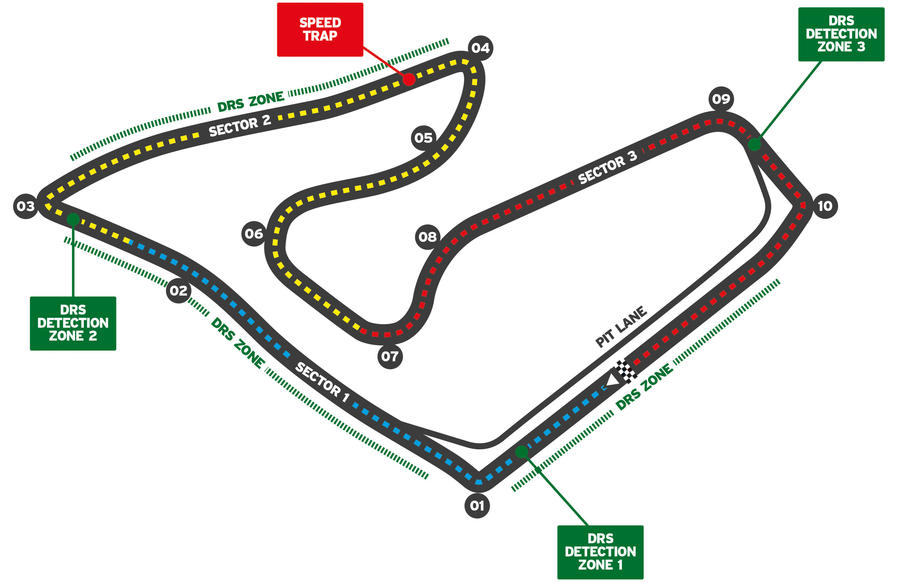 SPEED
TRAP
DRS
DETECTION
ZONE 3
04
DRS ZONE
09
SECTOR 2
05
SECTOR 3
03
10
06
08
02
DRS
DETECTION
ZONE 2
PIT LANE
DRS ZONE
07
SECTOR 1
DRS ZONE
01
DRS
DETECTION
ZONE 1